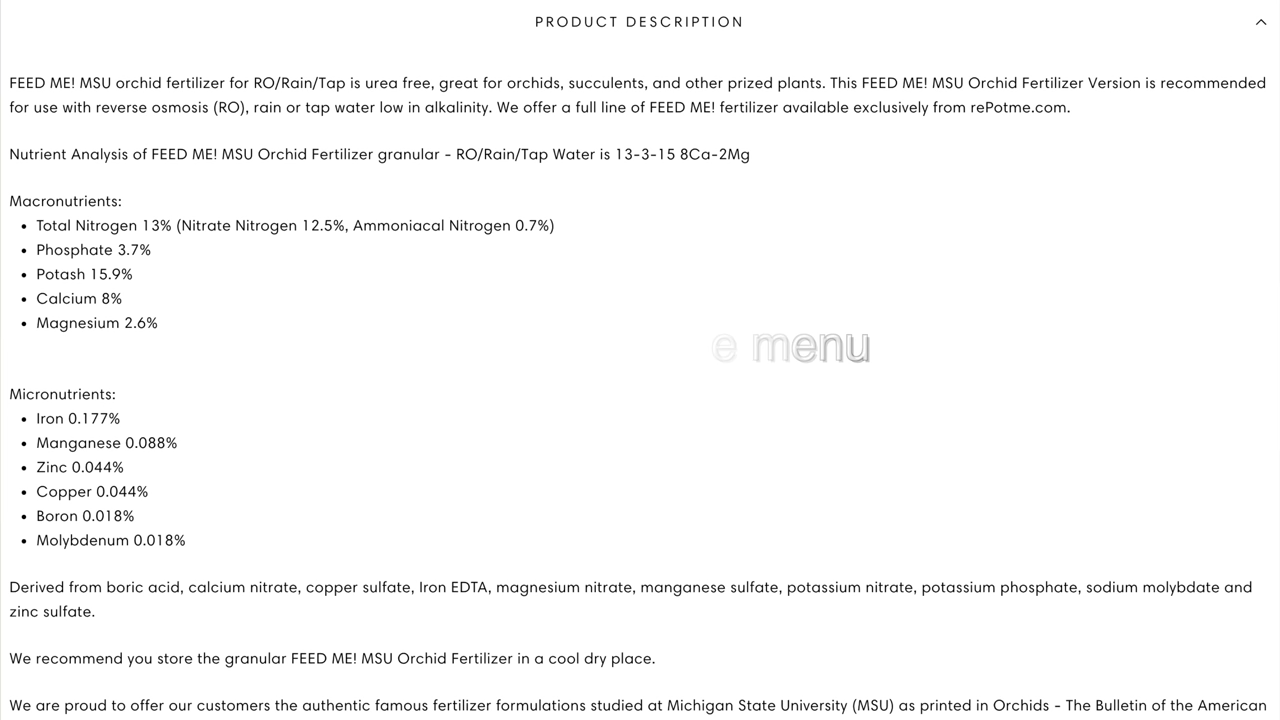 PRODUCT DESCRIPTION
FEED ME! MSU orchid fertilizer for RO/Rain/Tap is urea free, great for orchids, succulents, and other prized plants. This FEED ME! MSU Orchid Fertilizer Version is recommended
for use with reverse osmosis (RO), rain or tap water low in alkalinity. We offer a full line of FEED ME! fertilizer available exclusively from rePotme.com.
Nutrient Analysis of FEED ME! MSU Orchid Fertilizer granular - RO/Rain/Tap Water is 13-3-15 8Ca-2Mg
Macronutrients:
• Total Nitrogen 13% (Nitrate Nitrogen 12.5%, Ammoniacal Nitrogen 0.7%)
• Phosphate 3.7%
• Potash 15.9%
• Calcium 8%
• Magnesium 2.6%
e menu
Micronutrients:
• Iron 0.177%
• Manganese 0.088%
• Zinc 0.044%
• Copper 0.044%
• Boron 0.018%
• Molybdenum 0.018%
Derived from boric acid, calcium nitrate, copper sulfate, Iron EDTA, magnesium nitrate, manganese sulfate, potassium nitrate, potassium phosphate, sodium molybdate and
zinc sulfate.
We recommend you store the granular FEED ME! MSU Orchid Fertilizer in a cool dry place.
We are proud to offer our customers the authentic famous fertilizer formulations studied at Michigan State University (MSU) as printed in Orchids - The Bulletin of the American